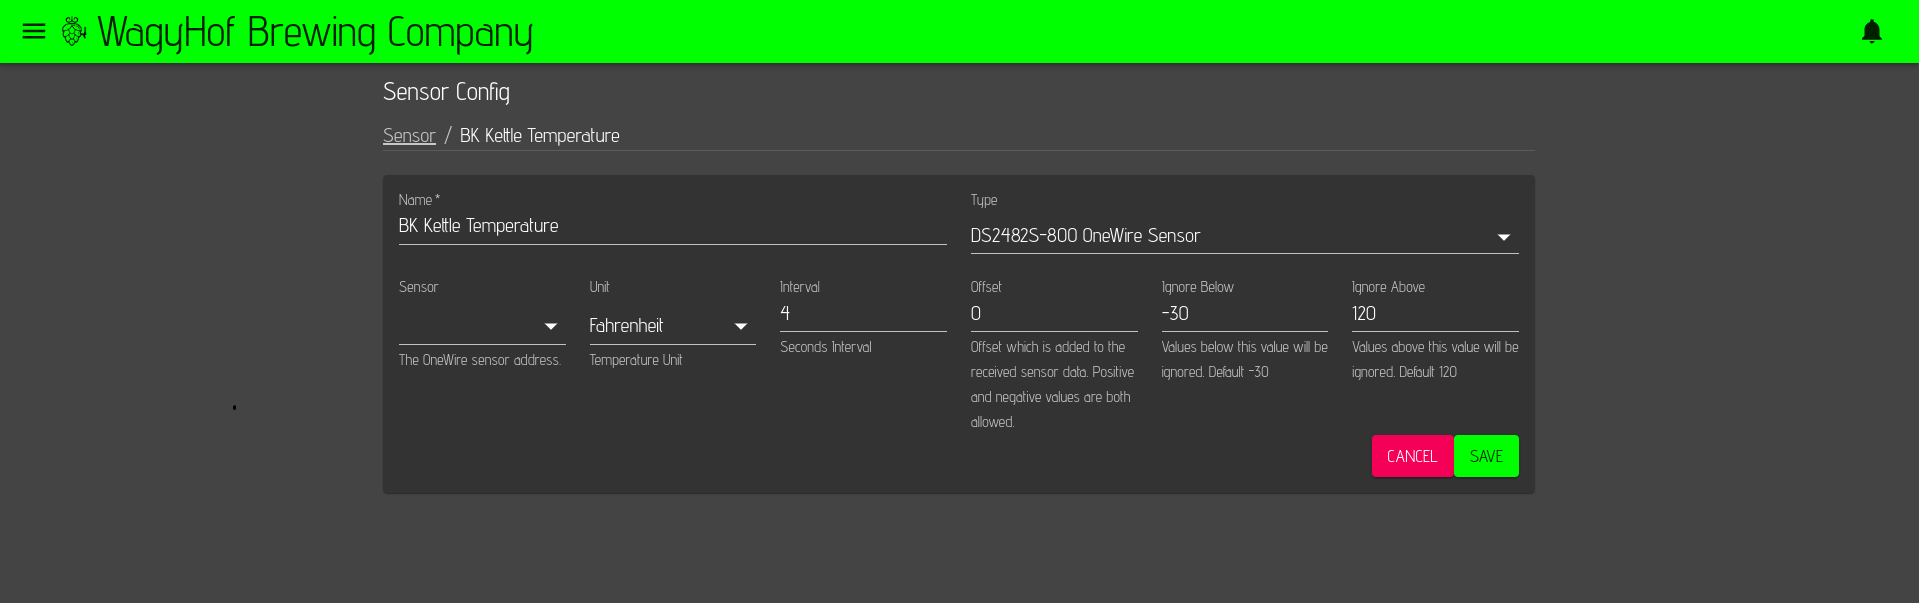 WagyHof Brewing Company
Sensor Config
Sensor / BK Kettle Temperature
Name *
BK Kettle Temperature
Type
DS2482S-800 OneWire Sensor
Sensor
The OneWire sensor address.
Unit
Fahrenheit
Temperature Unit
Interval
4
Seconds Interval
Offset
0
Offset which is added to the
received sensor data. Positive
and negative values are both
allowed.
Ignore Below
-30
Values below this value will be
ignored. Default -30
Ignore Above
120
Values above this value will be
ignored. Default 120
CANCEL SAVE